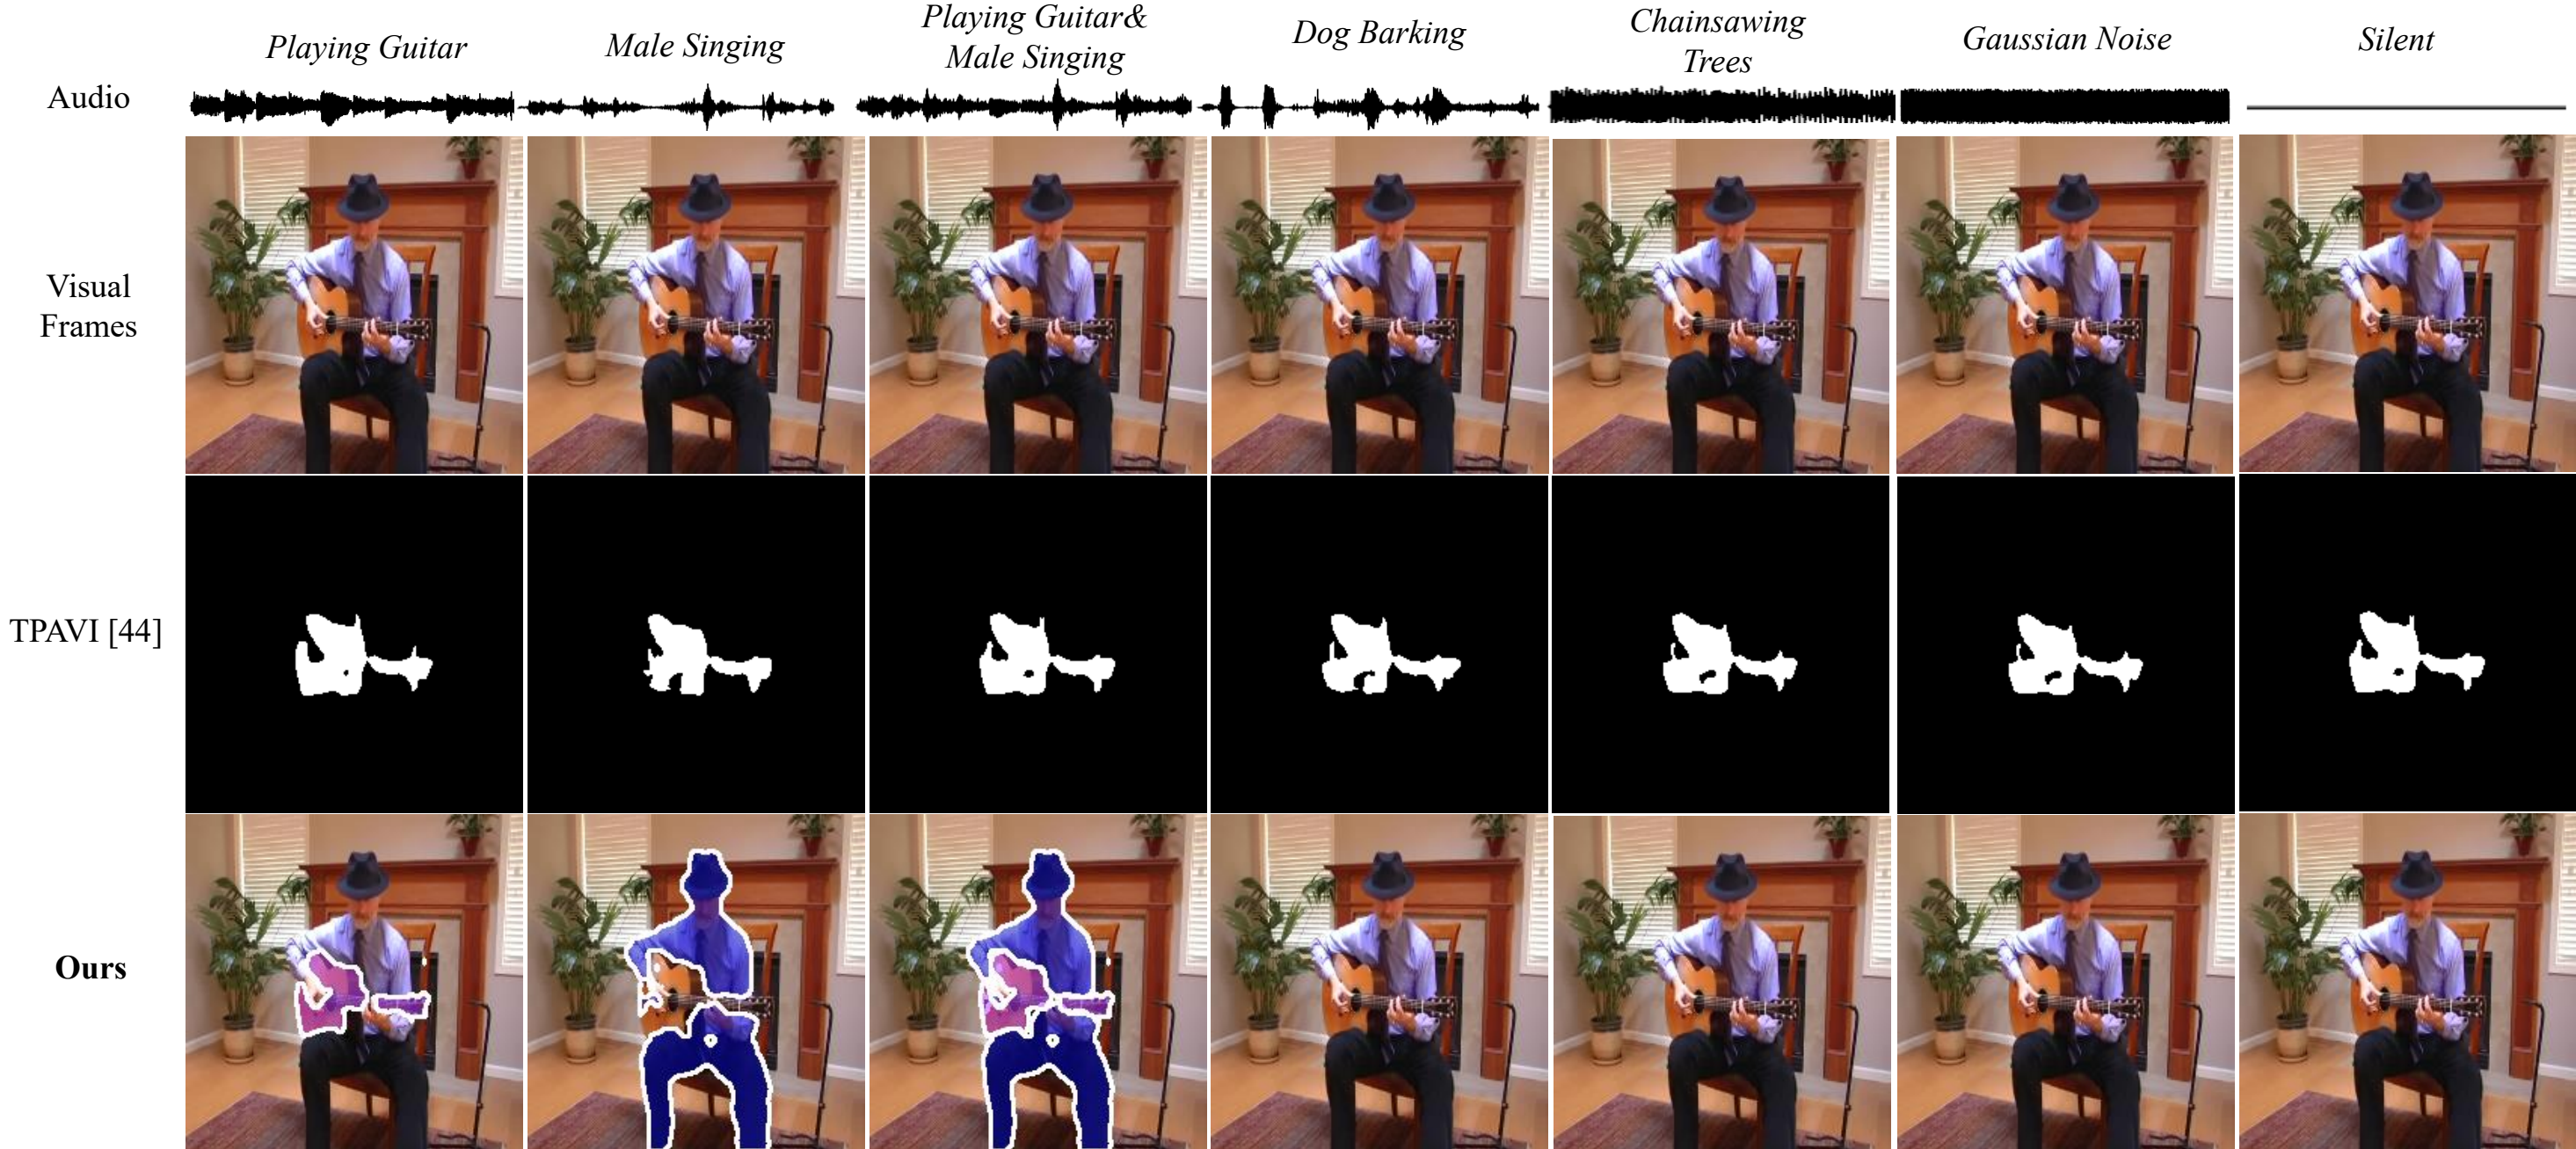 Playing Guitar
Male Singing
Playing Guitar&
Male Singing
Dog Barking
Chainsawing
Trees
Gaussian Noise
Silent
Audio
Visual
Frames
TPAVI [44]
Ours